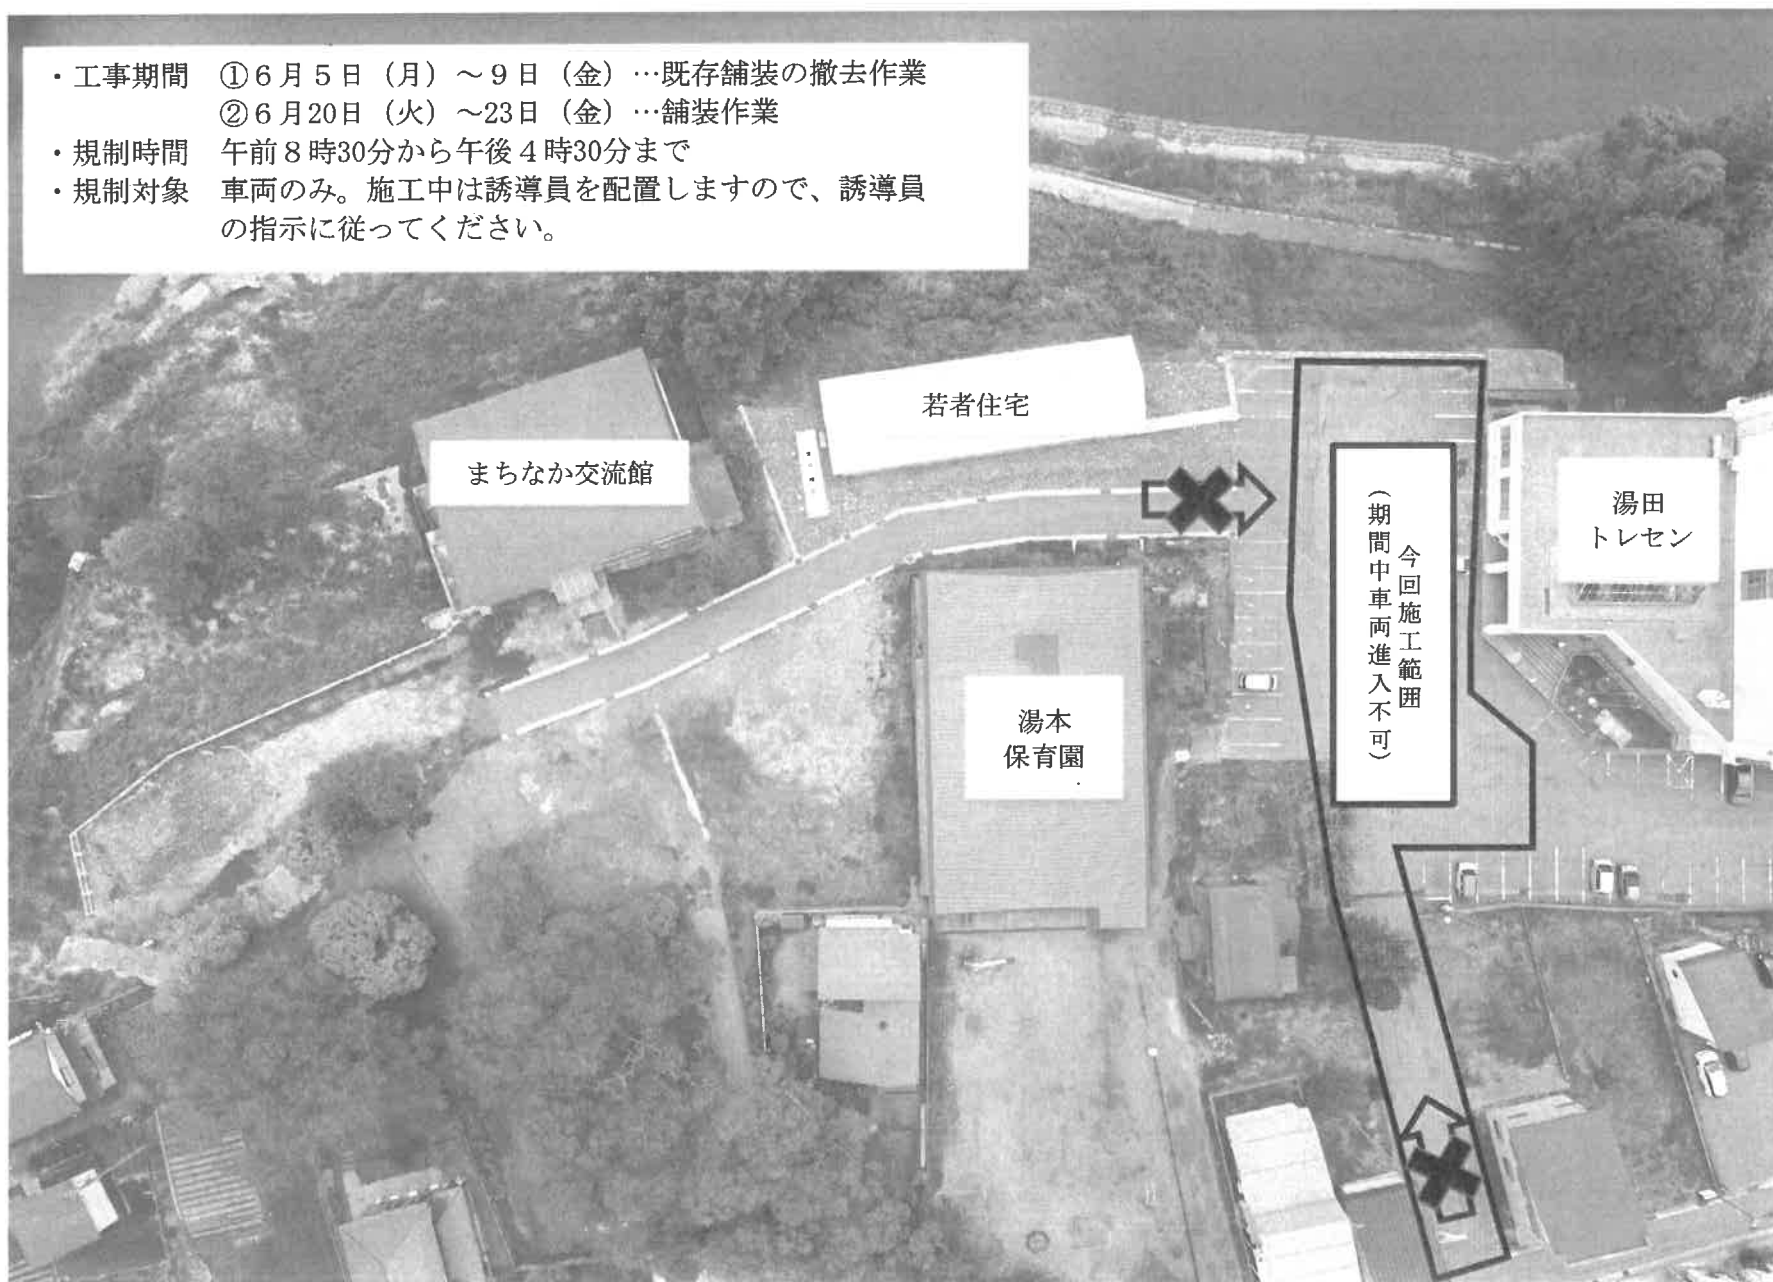 ・工事期間　①６月５日（月）～９日（金）…既存舗装の撤去作業
②６月20日（火）～23日（金）…舗装作業
・規制時間　午前８時30分から午後４時30分まで
・規制対象　車両のみ。施工中は誘導員を配置しますので、誘導員
の指示に従ってください。
若者住宅
まちなか交流館
湯田
トレセン
今回施工範囲
（期間中車両進入不可）
湯本
保育園